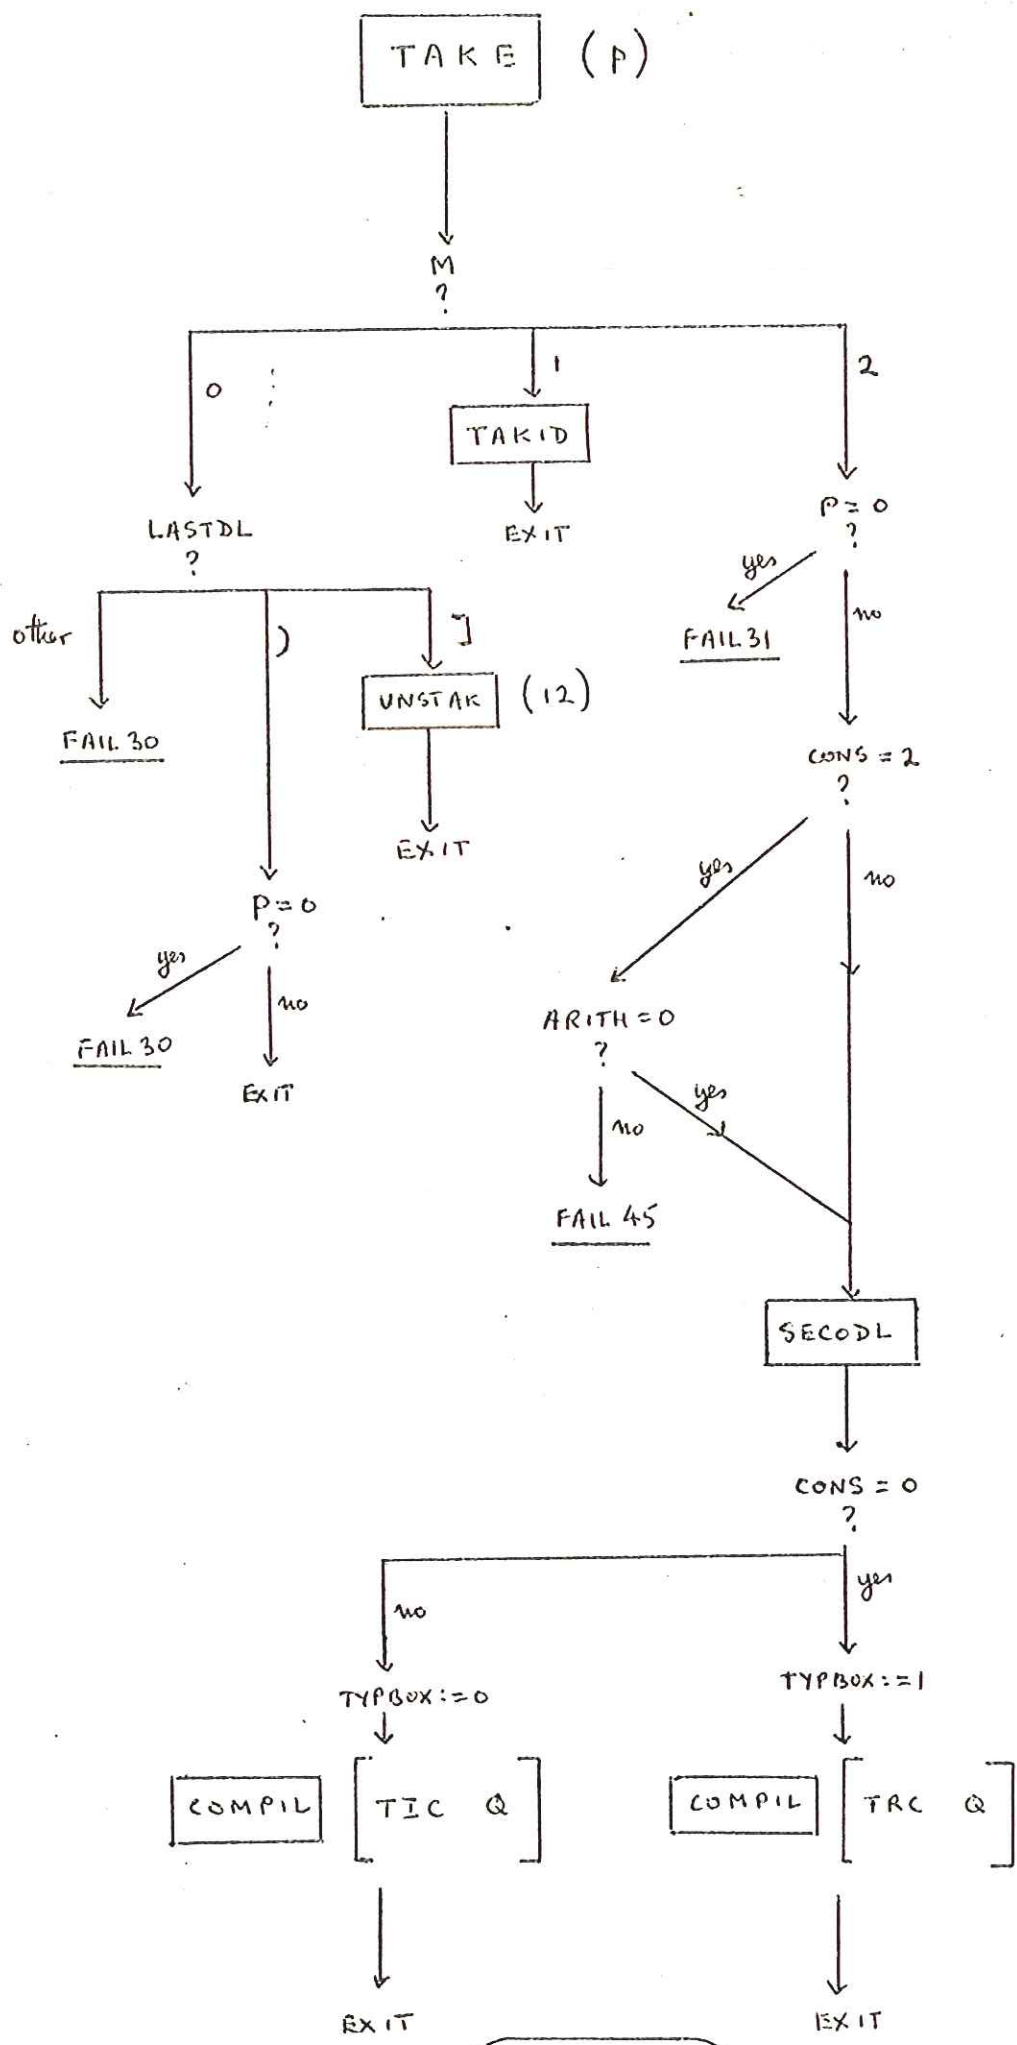 TAKE (P)
M
?
0
1
2
TAKID
EXIT
P = 0
?
yes
no
FAIL 31
LASTDL
?
other
)
]
FAIL 30
UNSTAK (12)
EXIT
CONS = 2
?
yes
no
P = 0
?
yes
no
FAIL 30
EXIT
ARITH = 0
?
yes
no
FAIL 45
SECODL
CONS = 0
?
no
yes
TYPBOX := 0
TYPBOX := 1
COMPIL [ TIC Q ]
COMPIL [ TRC Q ]
EXIT
EXIT